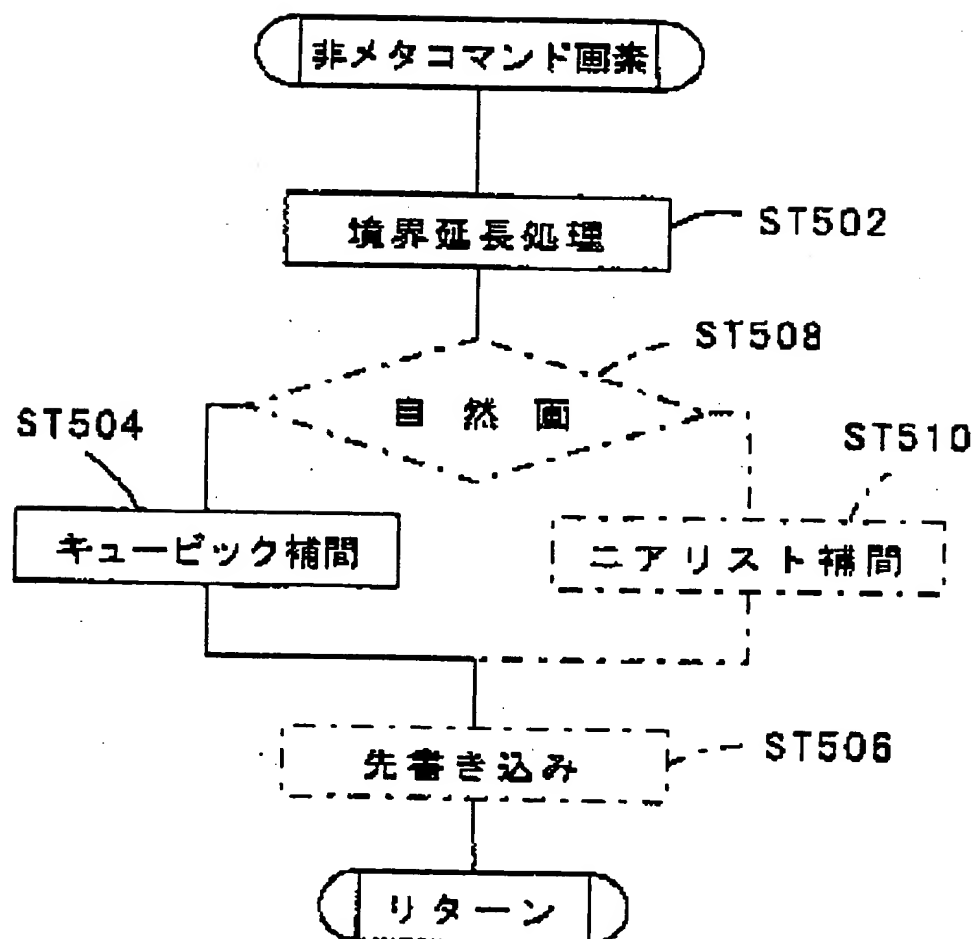 非メタコマンド画素
境界延長処理
ST502
ST508
自然画
ST504
ST510
キュービック補間
ニアリスト補間
先書き込み
ST506
リターン